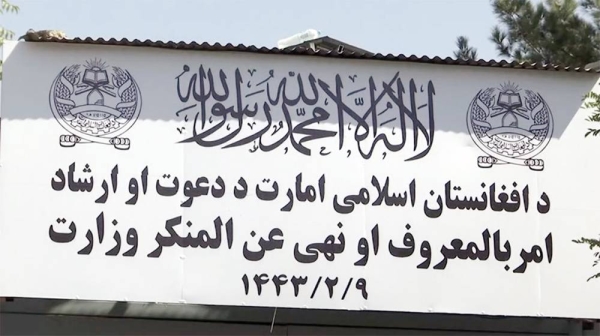 لا إله إلا الله محمد رسول الله
د افغانستان اسلامی امارت د دعوت او ارشاد
امر بالمعروف او نهی عن المنکر وزارت
۱۴۴۳/۲/۹